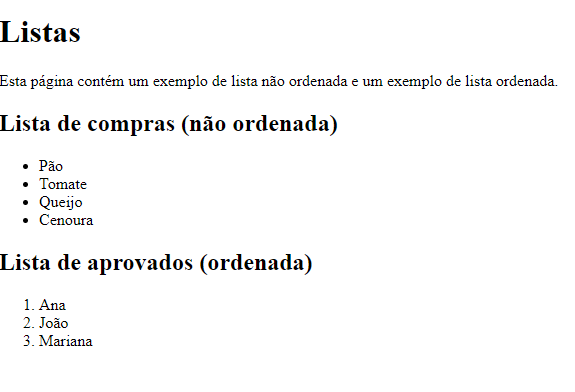 Listas
Esta página contém um exemplo de lista não ordenada e um exemplo de lista ordenada.
Lista de compras (não ordenada)
• Pão
• Tomate
• Queijo
• Cenoura
Lista de aprovados (ordenada)
1. Ana
2. João
3. Mariana